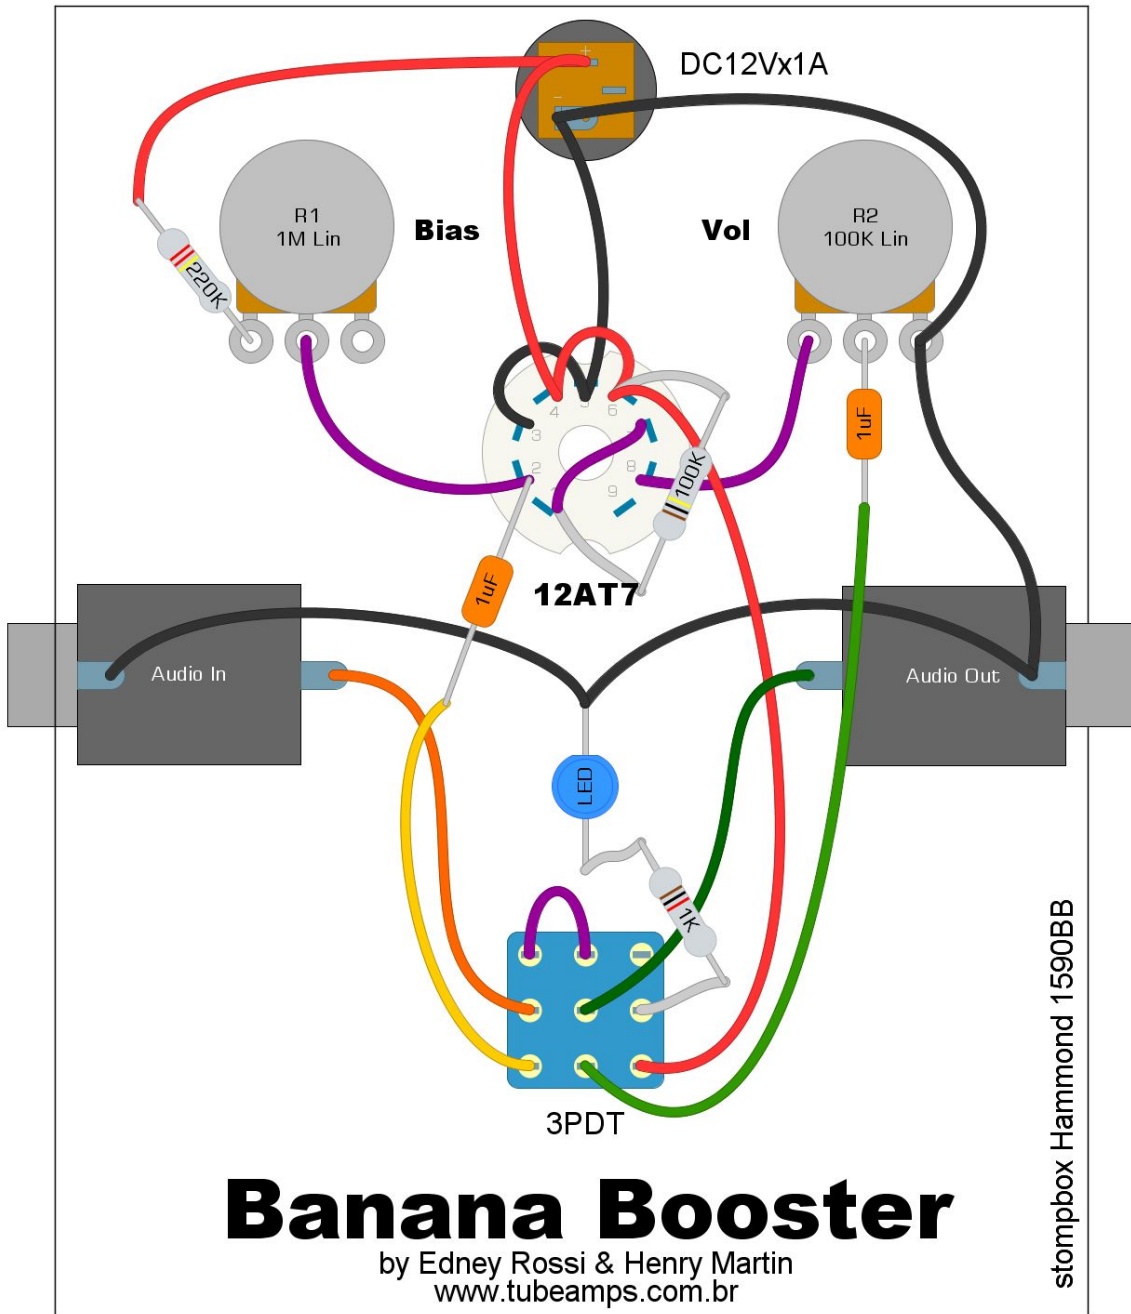 DC12Vx1A
+
-
R1
1M Lin
Bias
Vol
R2
100K Lin
220K
4
5
6
3
7
2
8
1
9
100K
1uF
1uF
12AT7
Audio In
Audio Out
LED
1K
3PDT
stompbox Hammond 1590BB
Banana Booster
by Edney Rossi & Henry Martin
www.tubeamps.com.br